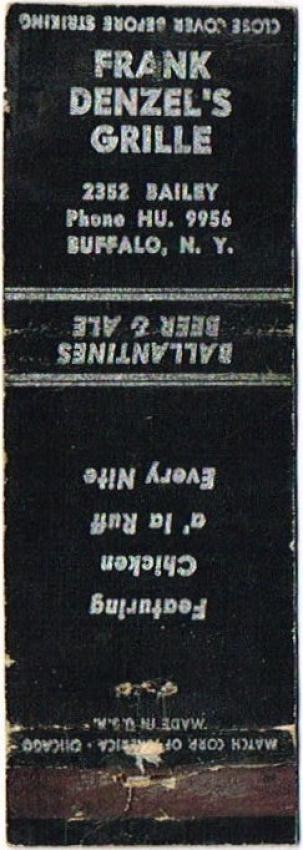 CLOSE COVER BEFORE STRIKING
FRANK
DENZEL'S
GRILLE
2352 BAILEY
Phone HU. 9956
BUFFALO, N. Y.
BALLANTINES
BEER & ALE
Featuring
Chicken
a' la Ruff
Every Nite
MADE IN U.S.A.
MATCH CORP. OF AMERICA · CHICAGO